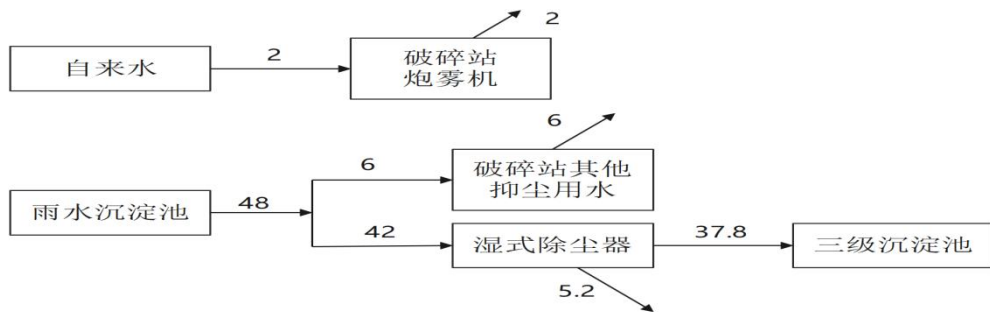 2
自来水
2
破碎站
炮雾机
6
6
破碎站其他
抑尘用水
雨水沉淀池
48
42
湿式除尘器
37.8
三级沉淀池
5.2